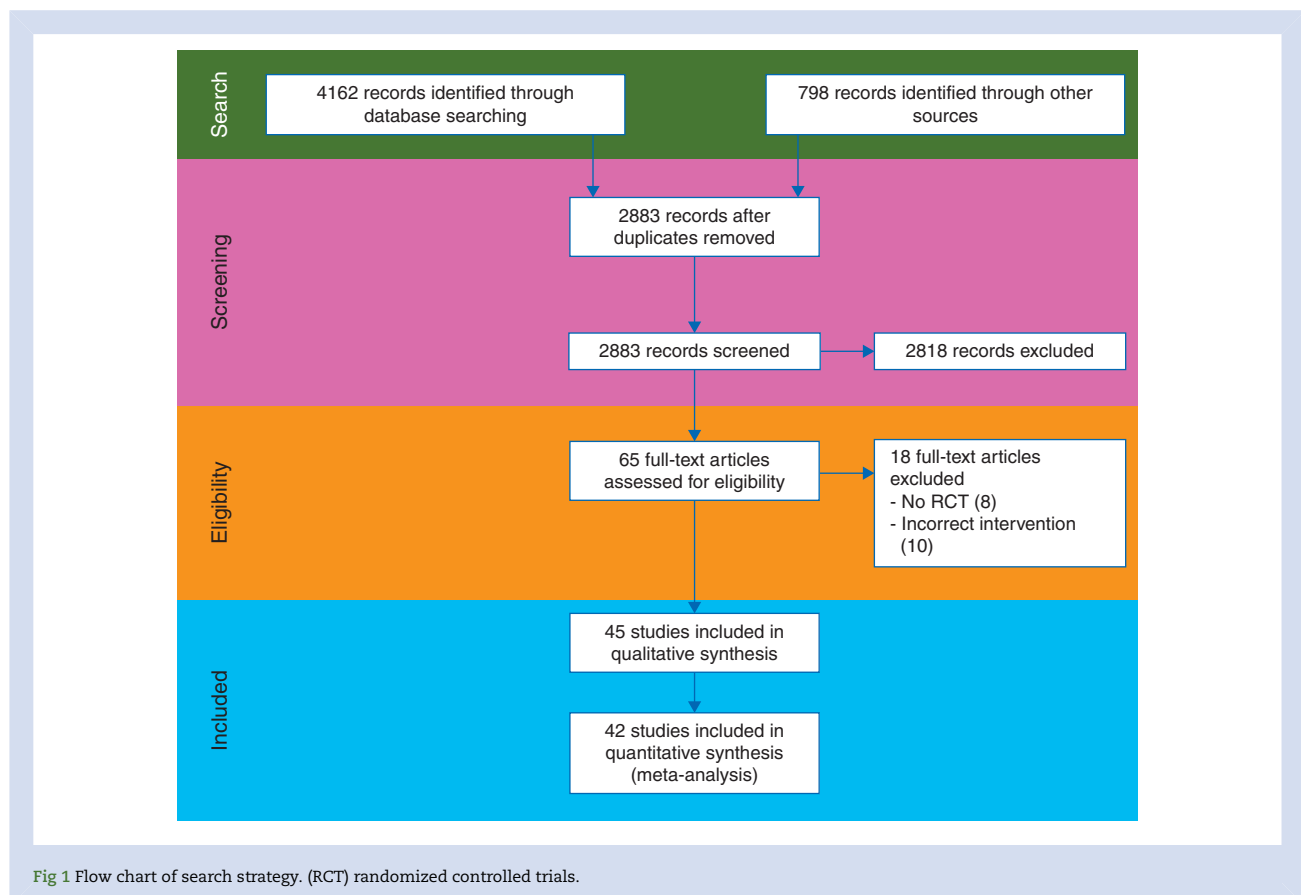 Search
4162 records identified through
database searching
798 records identified through other
sources
Screening
2883 records after
duplicates removed
2883 records screened
2818 records excluded
Eligibility
65 full-text articles
assessed for eligibility
18 full-text articles
excluded
- No RCT (8)
- Incorrect intervention
(10)
Included
45 studies included in
qualitative synthesis
42 studies included in
quantitative synthesis
(meta-analysis)
Fig 1 Flow chart of search strategy. (RCT) randomized controlled trials.